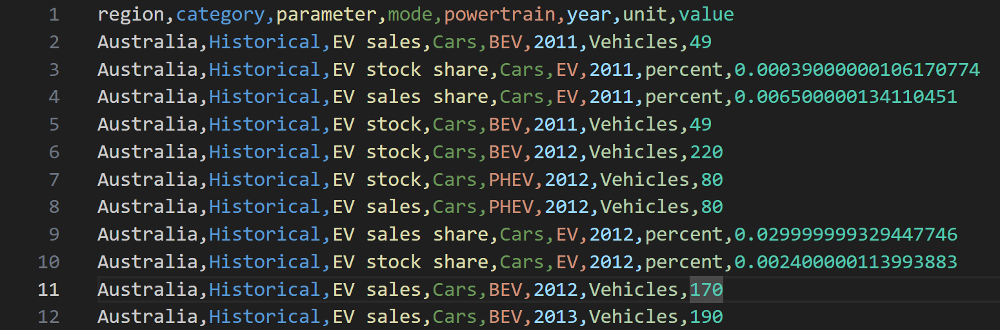 1 region,category,parameter,mode,powertrain,year,unit,value
2 Australia,Historical,EV sales,Cars,BEV,2011,Vehicles,49
3 Australia,Historical,EV stock share,Cars,EV,2011,percent,0.00039000000106170774
4 Australia,Historical,EV sales share,Cars,EV,2011,percent,0.006500000134110451
5 Australia,Historical,EV stock,Cars,BEV,2011,Vehicles,49
6 Australia,Historical,EV stock,Cars,BEV,2012,Vehicles,220
7 Australia,Historical,EV stock,Cars,PHEV,2012,Vehicles,80
8 Australia,Historical,EV sales,Cars,PHEV,2012,Vehicles,80
9 Australia,Historical,EV sales share,Cars,EV,2012,percent,0.029999999329447746
10 Australia,Historical,EV stock share,Cars,EV,2012,percent,0.002400000113993883
11 Australia,Historical,EV sales,Cars,BEV,2012,Vehicles,170
12 Australia,Historical,EV sales,Cars,BEV,2013,Vehicles,190